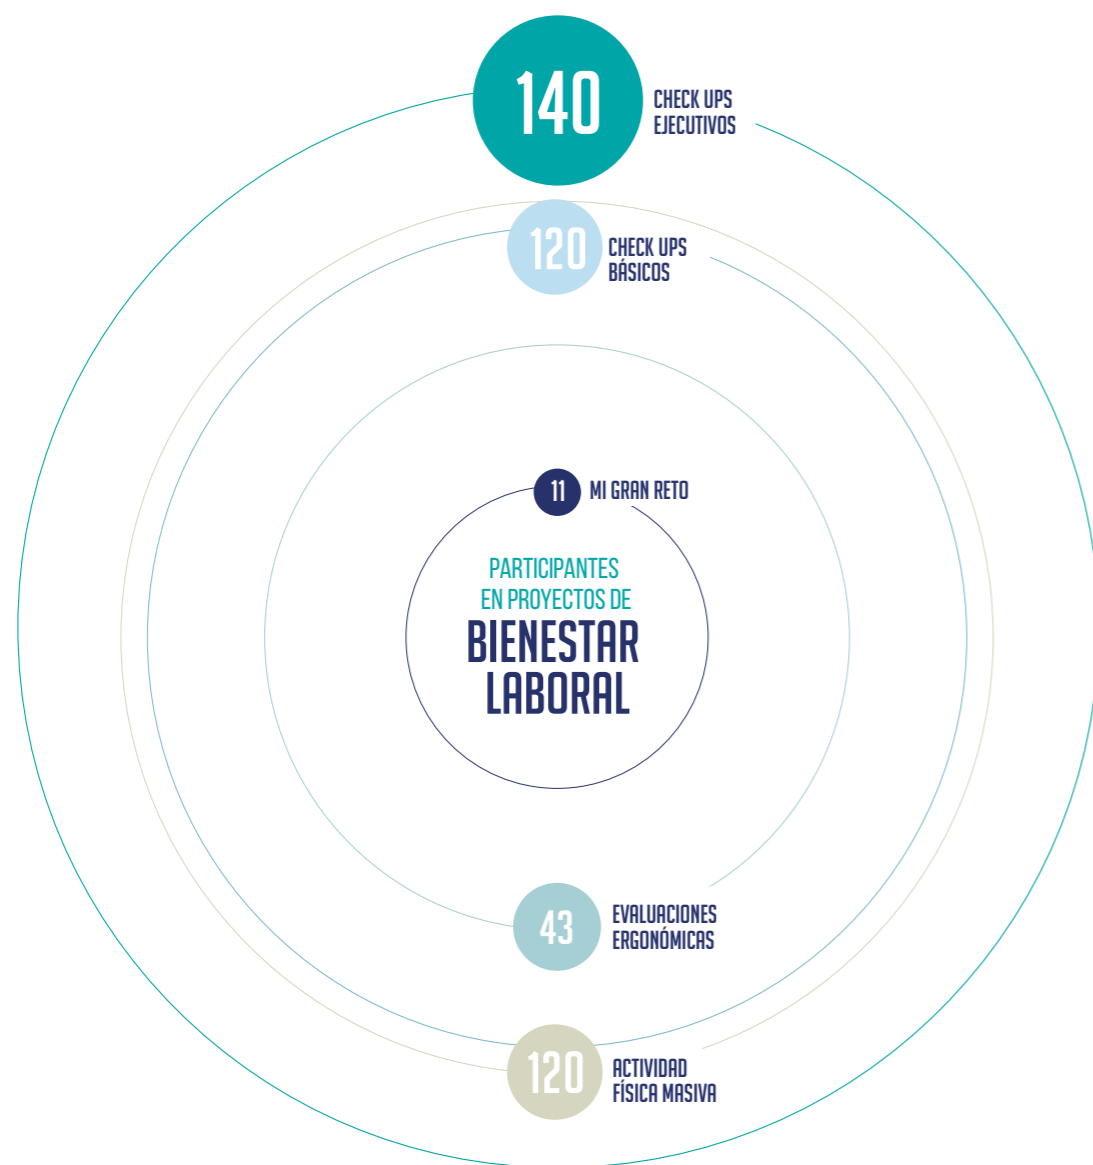 140
CHECK UPS
EJECUTIVOS
120
CHECK UPS
BÁSICOS
11
MI GRAN RETO
PARTICIPANTES
EN PROYECTOS DE
BIENESTAR
LABORAL
43
EVALUACIONES
ERGONÓMICAS
120
ACTIVIDAD
FÍSICA MASIVA